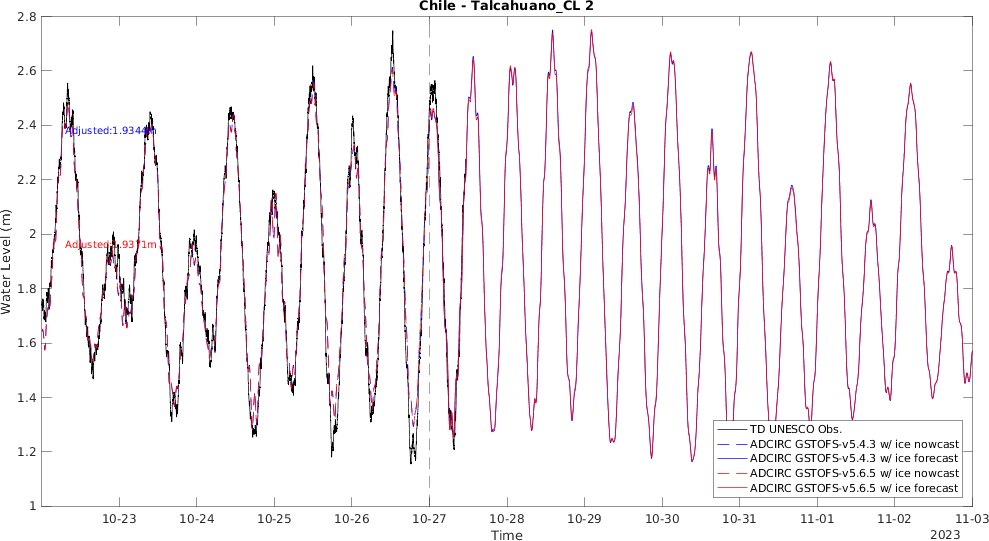 Chile - Talcahuano_CL 2
2.8
2.6
2.4
2.2
2
1.8
1.6
1.4
1.2
1
Water Level (m)
Adjusted:1.9344m
Adjusted:1.9371m
TD UNESCO Obs.
ADCIRC GSTOFS-v5.4.3 w/ ice nowcast
ADCIRC GSTOFS-v5.4.3 w/ ice forecast
ADCIRC GSTOFS-v5.6.5 w/ ice nowcast
ADCIRC GSTOFS-v5.6.5 w/ ice forecast
10-23 10-24 10-25 10-26 10-27 10-28 10-29 10-30 10-31 11-01 11-02 11-03
Time
2023